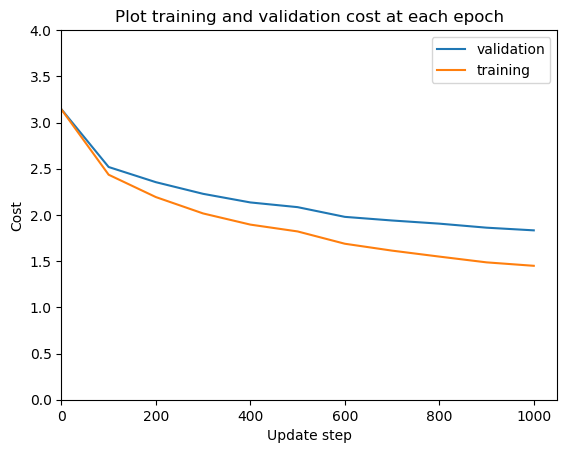 Plot training and validation cost at each epoch
4.0
3.5
3.0
2.5
2.0
1.5
1.0
0.5
0.0
Cost
validation
training
0 200 400 600 800 1000
Update step